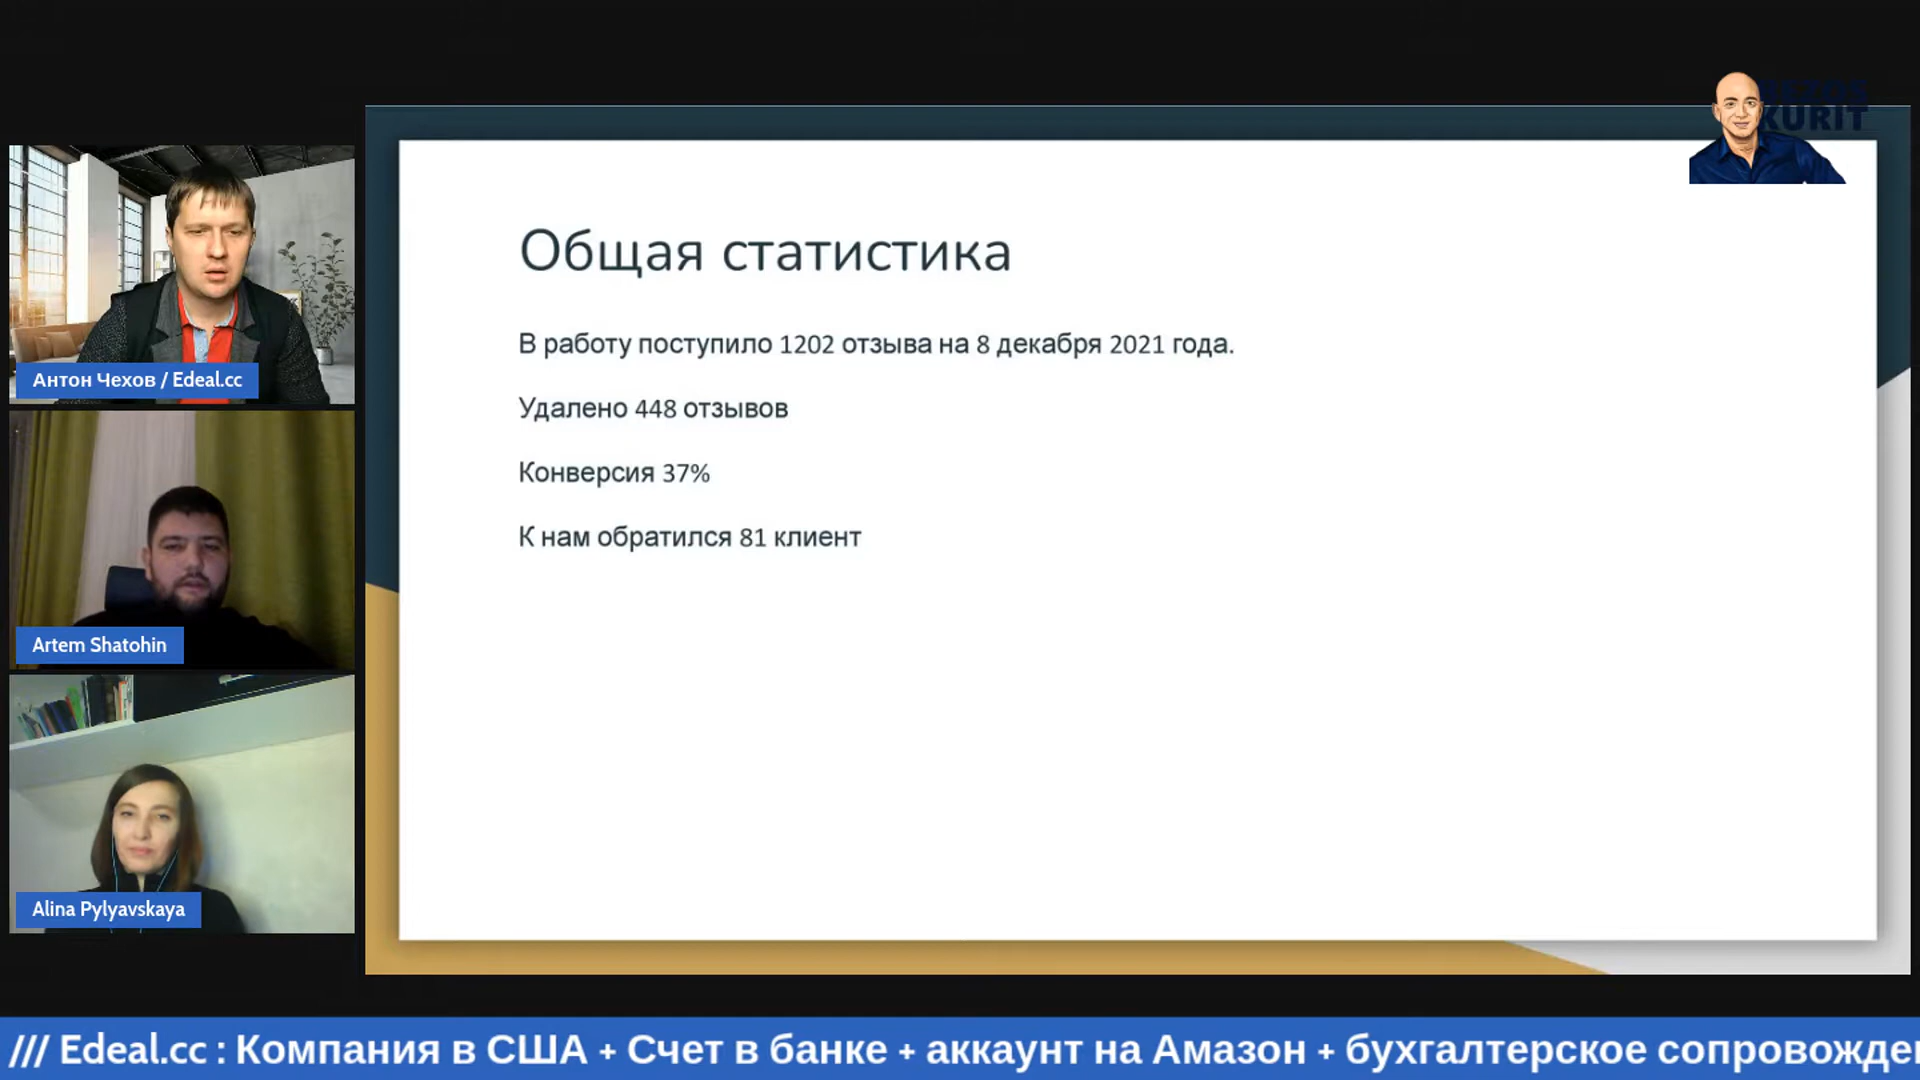 KURIT
Общая статистика
В работу поступило 1202 отзыва на 8 декабря 2021 года.
Удалено 448 отзывов
Конверсия 37%
К нам обратился 81 клиент
Антон Чехов / Edeal.cc
Artem Shatohin
Alina Pylyavskaya
/// Edeal.cc : Компания в США + Счет в банке + аккаунт на Амазон + бухгалтерское